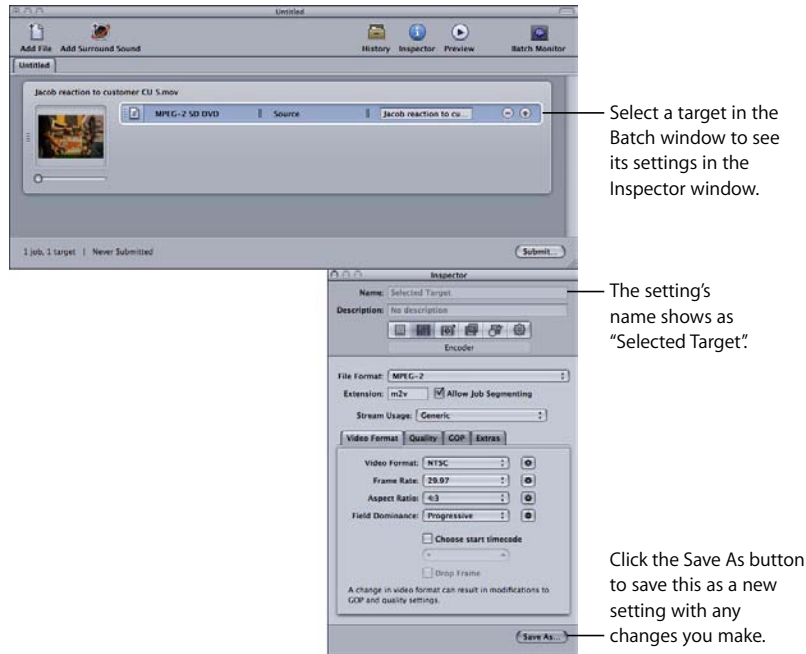 Untitled
Add File Add Surround Sound History Inspector Preview Batch Monitor
Untitled
Jacob reaction to customer CU 5.mov
MPEG-2 SD DVD Source Jacob reaction to cu...
Select a target in the
Batch window to see
its settings in the
Inspector window.
1 job, 1 target | Never Submitted Submit...
Inspector
Name: Selected Target
Description: No description
Encoder
The setting’s
name shows as
“Selected Target”.
File Format: MPEG-2
Extension: m2v Allow Job Segmenting
Stream Usage: Generic
Video Format Quality GOP Extras
Video Format: NTSC
Frame Rate: 29.97
Aspect Ratio: 4:3
Field Dominance: Progressive
Choose start timecode
Drop Frame
A change in video format can result in modifications to
GOP and quality settings.
Save As...
Click the Save As button
to save this as a new
setting with any
changes you make.